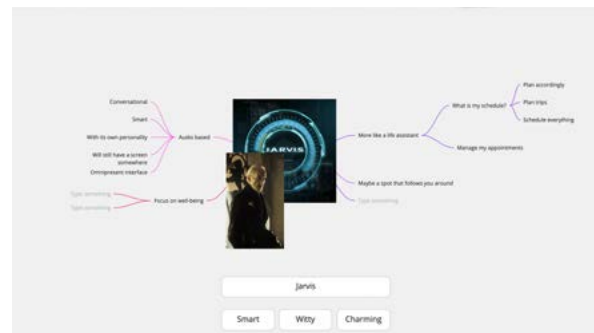 Conversational
Smart
With its own personality
Will still have a screen
somewhere
Omnipresent interface
Audio based
Type something
Type something
Focus on well-being
JARVIS
More like a life assistant
What is my schedule?
Plan accordingly
Plan trips
Schedule everything
Manage my appointments
Maybe a spot that follows you around
Type something
Jarvis
Smart
Witty
Charming